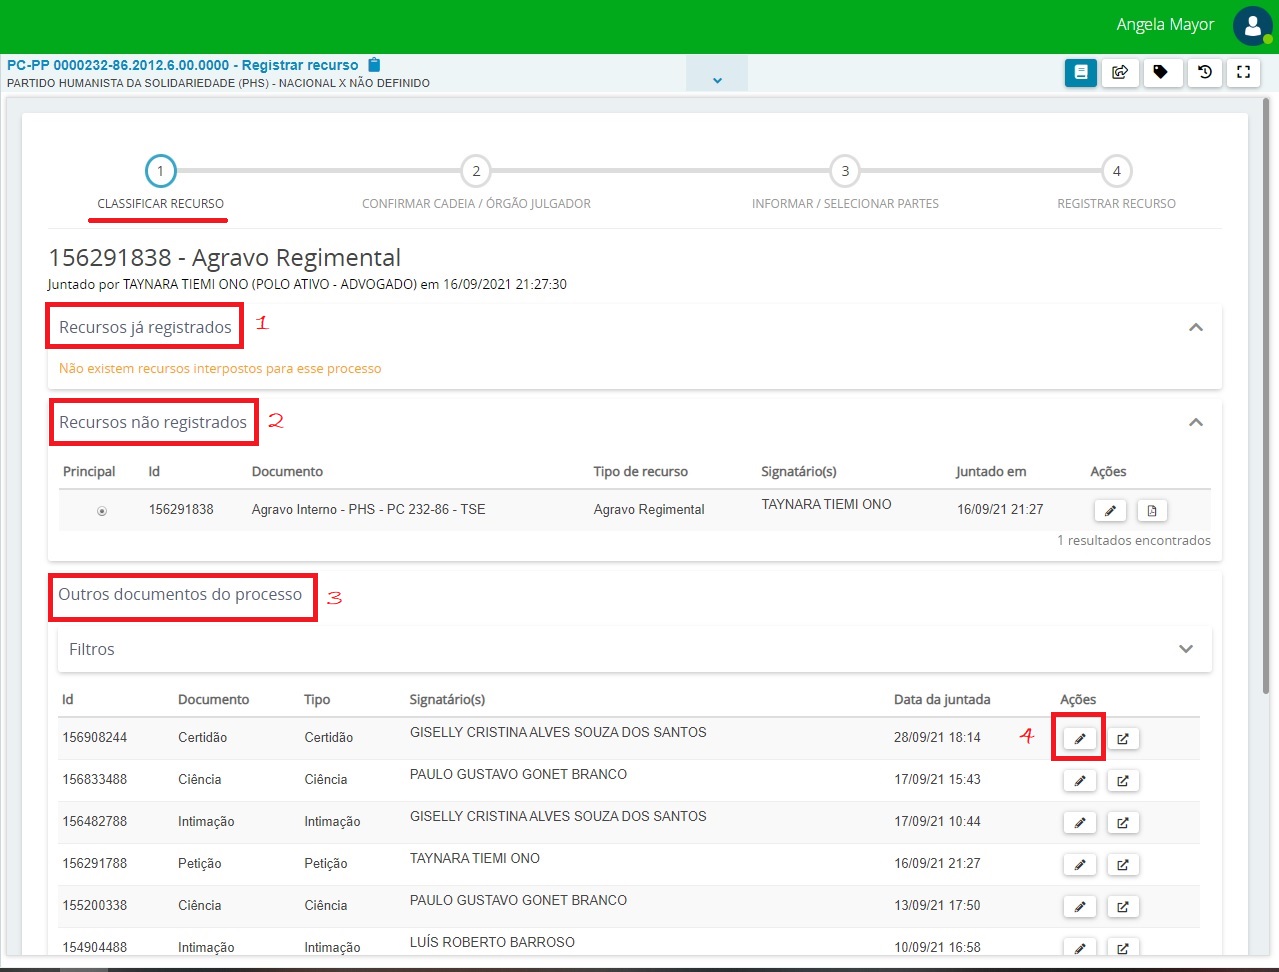 Angela Mayor
PC-PP 0000232-86.2012.6.00.0000 - Registrar recurso
PARTIDO HUMANISTA DA SOLIDARIEDADE (PHS) - NACIONAL X NÃO DEFINIDO
1 2 3 4
CLASSIFICAR RECURSO CONFIRMAR CADEIA / ÓRGÃO JULGADOR INFORMAR / SELECIONAR PARTES REGISTRAR RECURSO
156291838 - Agravo Regimental
Juntado por TAYNARA TIEMI ONO (POLO ATIVO - ADVOGADO) em 16/09/2021 21:27:30
Recursos já registrados 1
Não existem recursos interpostos para esse processo
Recursos não registrados 2
Principal Id Documento Tipo de recurso Signatário(s) Juntado em Ações
156291838 Agravo Interno - PHS - PC 232-86 - TSE Agravo Regimental TAYNARA TIEMI ONO 16/09/21 21:27
1 resultados encontrados
Outros documentos do processo 3
Filtros
Id Documento Tipo Signatário(s) Data da juntada Ações
156908244 Certidão Certidão GISELLY CRISTINA ALVES SOUZA DOS SANTOS 28/09/21 18:14 4
156833488 Ciência Ciência PAULO GUSTAVO GONET BRANCO 17/09/21 15:43
156482788 Intimação Intimação GISELLY CRISTINA ALVES SOUZA DOS SANTOS 17/09/21 10:44
156291788 Petição Petição TAYNARA TIEMI ONO 16/09/21 21:27
155200338 Ciência Ciência PAULO GUSTAVO GONET BRANCO 13/09/21 17:50
154904488 Intimação Intimação LUÍS ROBERTO BARROSO 10/09/21 16:58